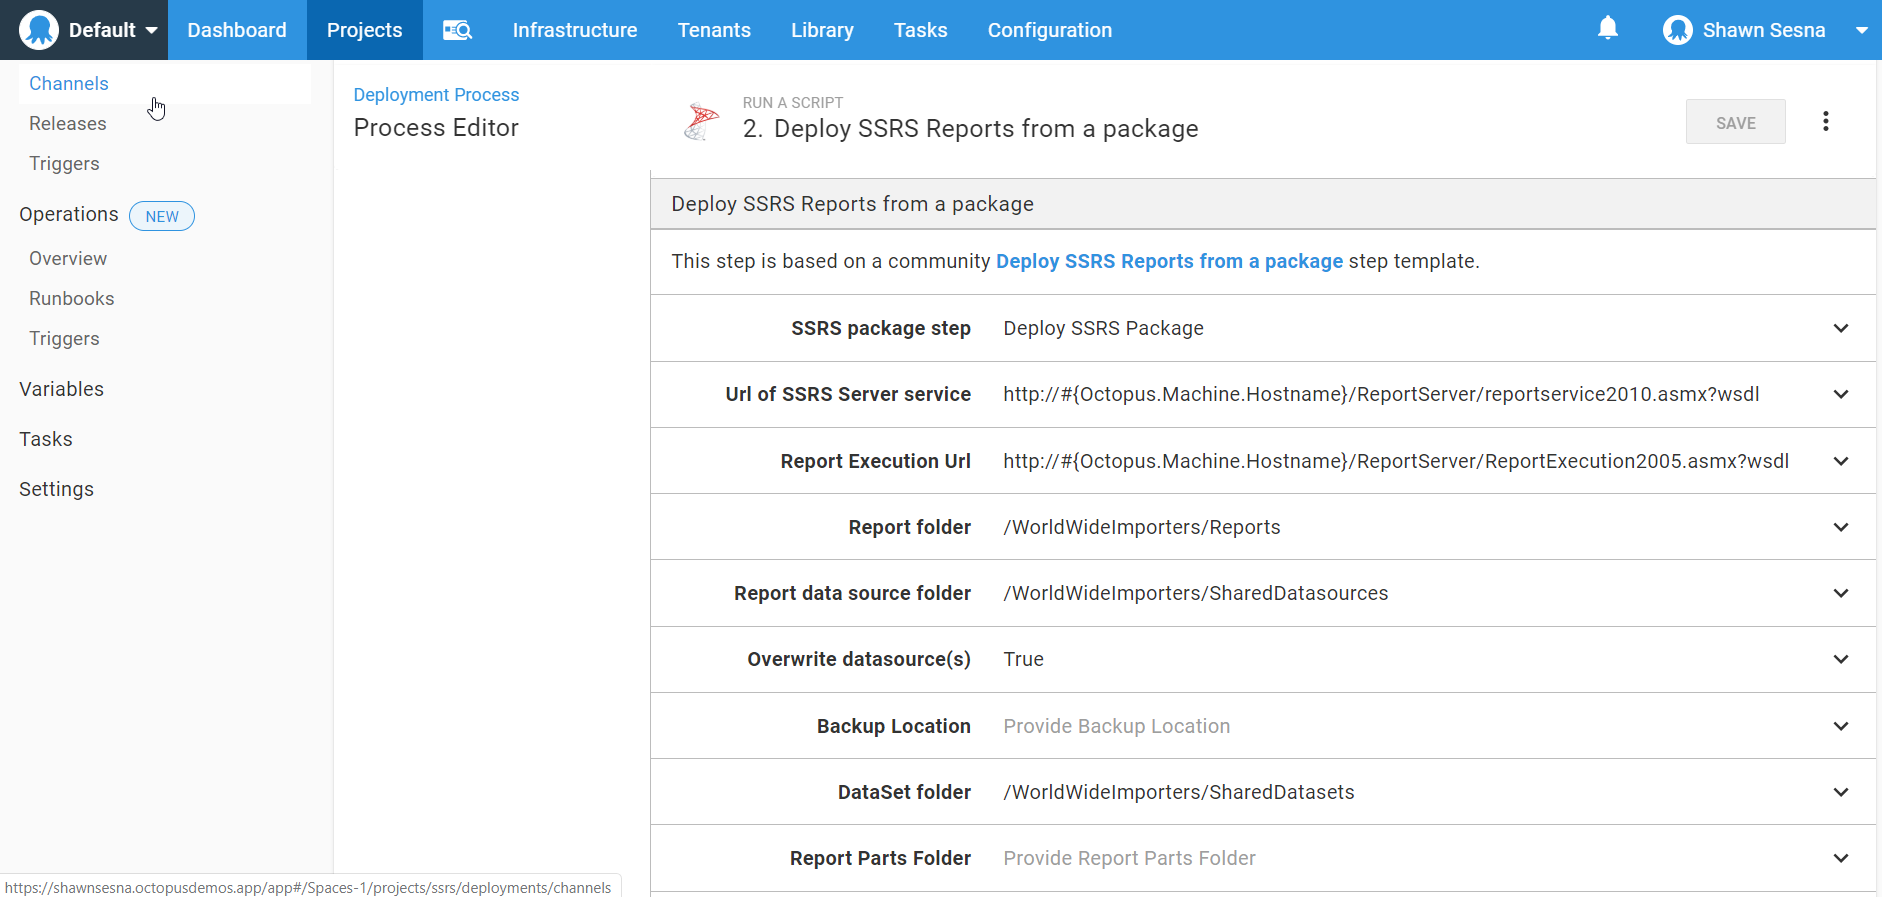 Default Dashboard Projects Infrastructure Tenants Library Tasks Configuration Shawn Sesna
Channels
Releases
Triggers
Operations NEW
Overview
Runbooks
Triggers
Variables
Tasks
Settings
Deployment Process
Process Editor
RUN A SCRIPT
2. Deploy SSRS Reports from a package
SAVE
Deploy SSRS Reports from a package
This step is based on a community Deploy SSRS Reports from a package step template.
SSRS package step Deploy SSRS Package
Url of SSRS Server service http://#{Octopus.Machine.Hostname}/ReportServer/reportservice2010.asmx?wsdl
Report Execution Url http://#{Octopus.Machine.Hostname}/ReportServer/ReportExecution2005.asmx?wsdl
Report folder /WorldWideImporters/Reports
Report data source folder /WorldWideImporters/SharedDatasources
Overwrite datasource(s) True
Backup Location Provide Backup Location
DataSet folder /WorldWideImporters/SharedDatasets
Report Parts Folder Provide Report Parts Folder
https://shawnsesna.octopusdemos.app/app#/Spaces-1/projects/ssrs/deployments/channels